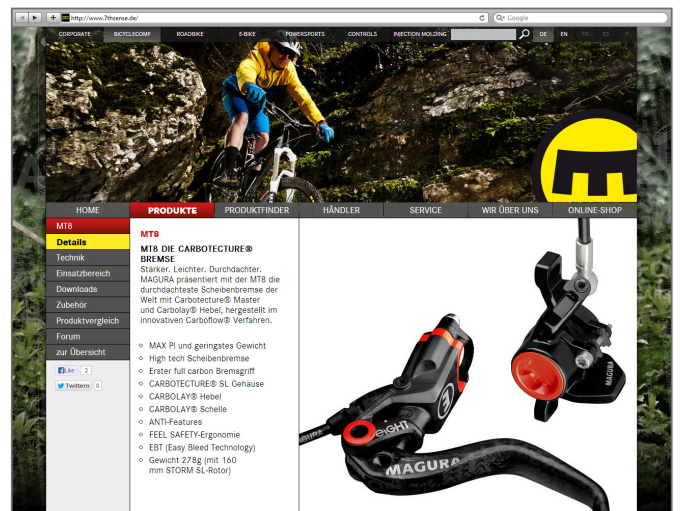 http://www.7thsense.de/
Google
CORPORATE BICYCLECOMP ROADBIKE E-BIKE POWERSPORTS CONTROLS INJECTION MOLDING DE EN FR ES IT
HOME PRODUKTE PRODUKTFINDER HÄNDLER SERVICE WIR ÜBER UNS ONLINE-SHOP
MT8
Details
Technik
Einsatzbereich
Downloads
Zubehör
Produktvergleich
Forum
zur Übersicht
Like 2
Twittern 0
MT8
MT8 DIE CARBOTECTURE®
BREMSE
Stärker. Leichter. Durchdachter.
MAGURA präsentiert mit der MT8 die
durchdachteste Scheibenbremse der
Welt mit Carbotecture® Master
und Carbolay® Hebel, hergestellt im
innovativen Carboflow® Verfahren.
MAX PI und geringstes Gewicht
High tech Scheibenbremse
Erster full carbon Bremsgriff
CARBOTECTURE® SL Gehäuse
CARBOLAY® Hebel
CARBOLAY® Schelle
ANTI-Features
FEEL SAFETY-Ergonomie
EBT (Easy Bleed Technology)
Gewicht 278g (mit 160
mm STORM SL-Rotor)
MAGURA
3
eiGHT
MAGURA
MAGURA